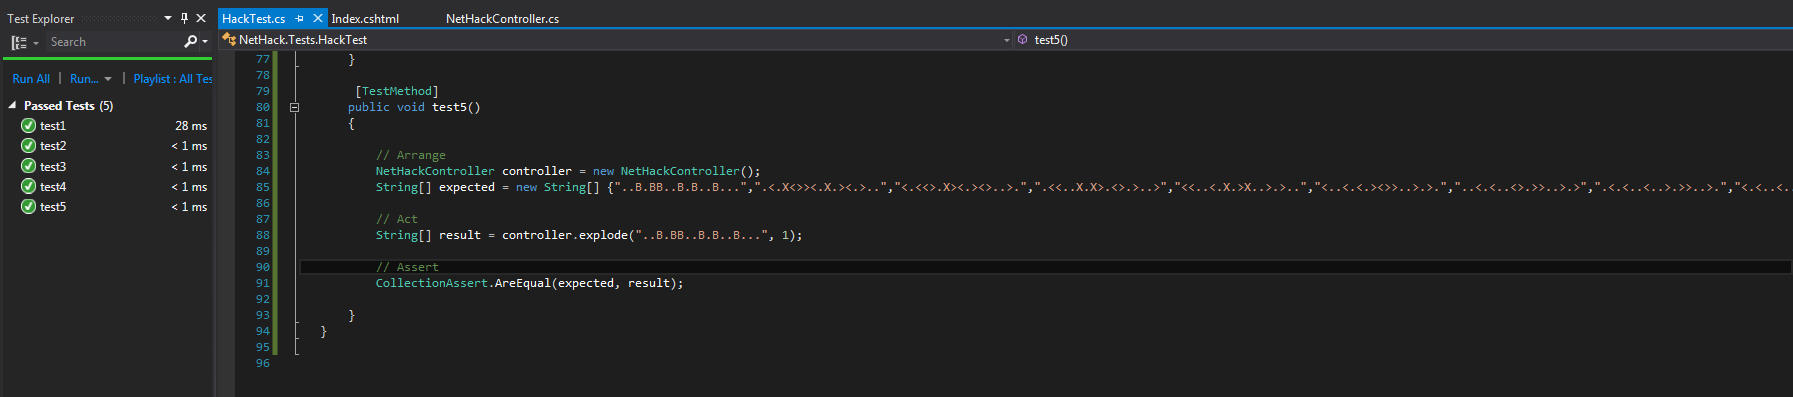 Test Explorer
HackTest.cs Index.cshtml NetHackController.cs
Search
NetHack.Tests.HackTest test5()
Run All | Run... | Playlist : All Tes
Passed Tests (5)
test1 28 ms
test2 < 1 ms
test3 < 1 ms
test4 < 1 ms
test5 < 1 ms
77 }
78
79 [TestMethod]
80 public void test5()
81 {
82
83 // Arrange
84 NetHackController controller = new NetHackController();
85 String[] expected = new String[] {"..B.BB..B.B..B...",".<.X<>><.X.><.>..","<.<<>.X><.><>..>.",".<<..X.X>.<>.>..>","<<..<.X.>X..>.>..","<..<.<.><>>..>.>.","..<.<..<>.>>..>.>",".<.<..<..>.>>..>.","<.<..<..
86
87 // Act
88 String[] result = controller.explode("..B.BB..B.B..B...", 1);
89
90 // Assert
91 CollectionAssert.AreEqual(expected, result);
92
93 }
94 }
95
96